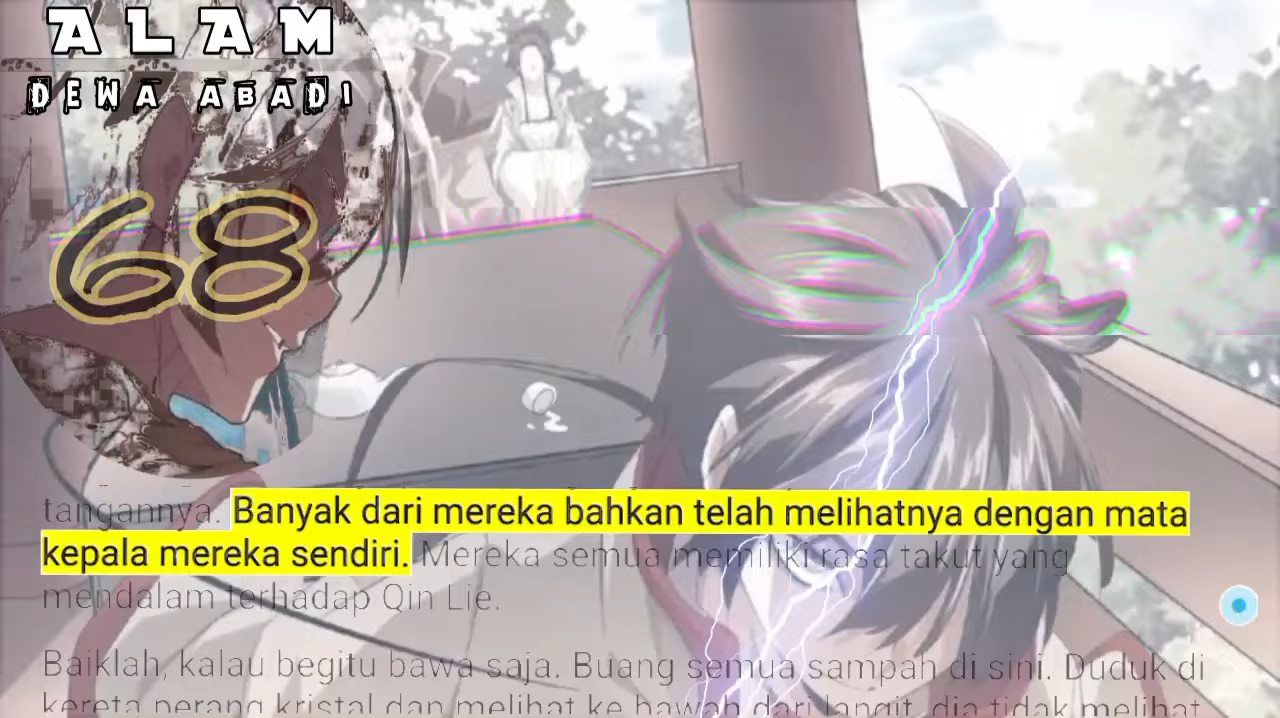 ALAM
DEWA ABADI
68
tangannya. Banyak dari mereka bahkan telah melihatnya dengan mata
kepala mereka sendiri. Mereka semua memiliki rasa takut yang
mendalam terhadap Qin Lie.
Baiklah, kalau begitu bawa saja. Buang semua sampah di sini. Duduk di
kereta perang kristal dan melihat ke bawah dari langit, dia tidak melihat